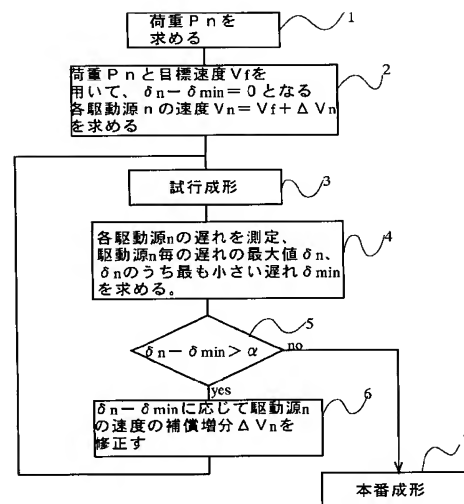 荷重Ｐnを
求める
1
荷重Ｐnと目標速度Ｖfを
用いて、δn－δmin＝0となる
各駆動源nの速度Ｖn＝Ｖf＋ΔＶn
を求める
2
試行成形
3
各駆動源nの遅れを測定、
駆動源n毎の遅れの最大値δn、
δnのうち最も小さい遅れδmin
を求める。
4
δn－δmin＞α
5
no
yes
δn－δminに応じて駆動源n
の速度の補償増分ΔＶnを
修正す
6
本番成形